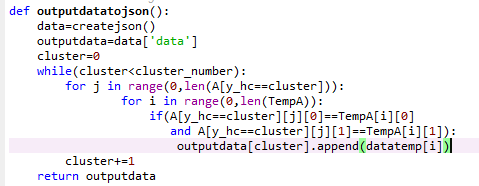 def outputdatatojson():
    data=createjson()
    outputdata=data['data']
    cluster=0
    while(cluster<cluster_number):
        for j in range(0,len(A[y_hc==cluster])):
                for i in range(0,len(TempA)):
                    if(A[y_hc==cluster][j][0]==TempA[i][0]
                       and A[y_hc==cluster][j][1]==TempA[i][1]):
                        outputdata[cluster].append(datatemp[i])
        cluster+=1
    return outputdata